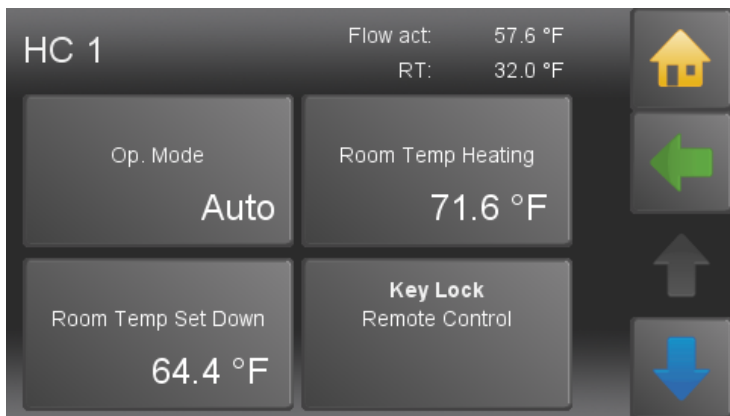 HC 1
Flow act: 57.6 °F
RT: 32.0 °F
Op. Mode
Auto
Room Temp Heating
71.6 °F
Room Temp Set Down
64.4 °F
Key Lock
Remote Control